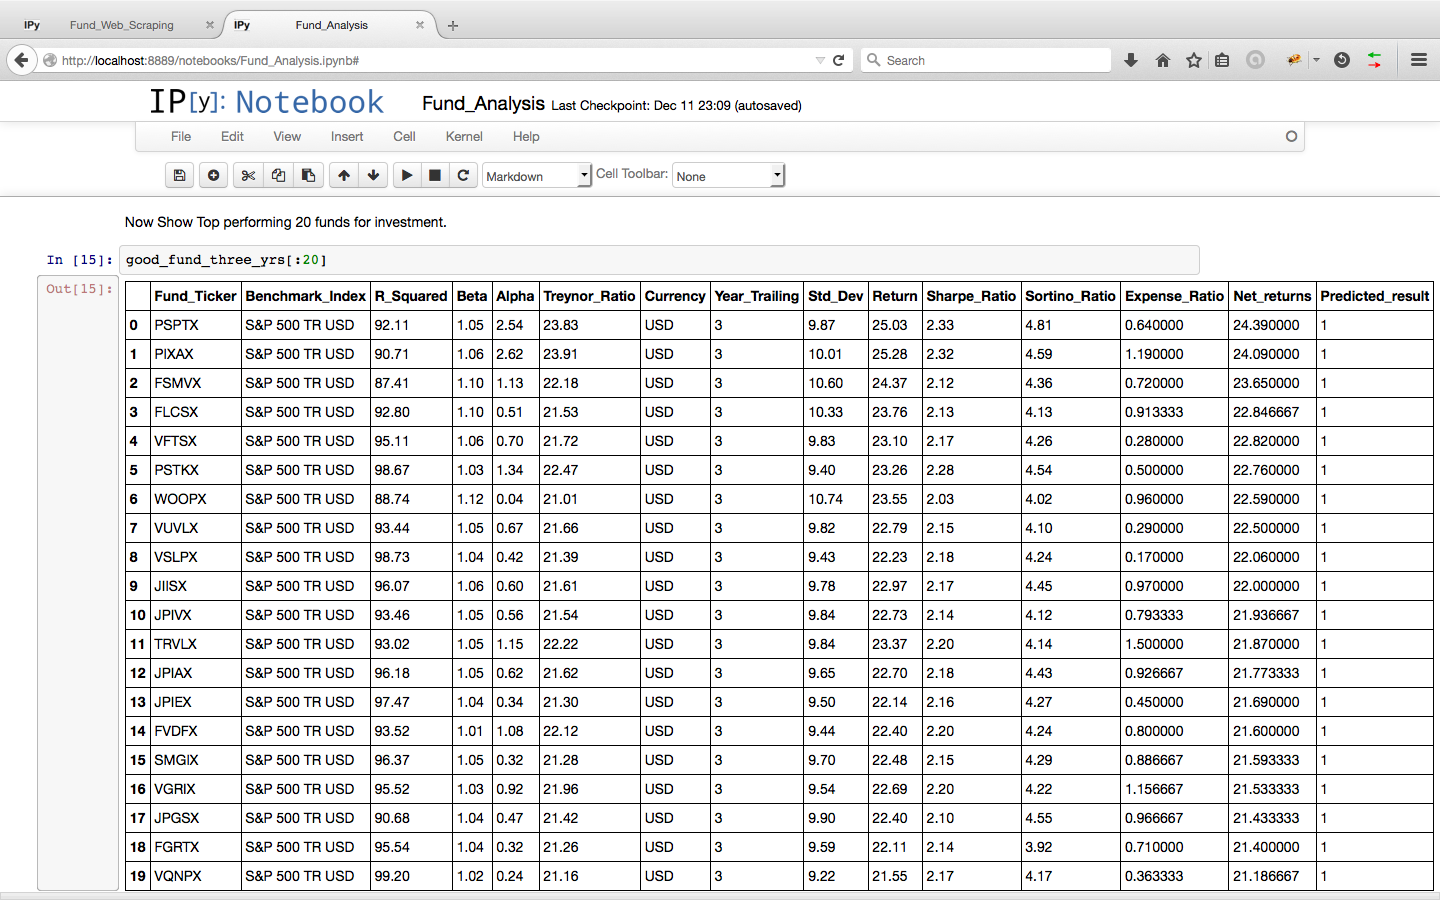 IPy Fund_Web_Scraping × IPy Fund_Analysis × +
http://localhost:8889/notebooks/Fund_Analysis.ipynb# Search
IP[y]: Notebook Fund_Analysis Last Checkpoint: Dec 11 23:09 (autosaved)
File Edit View Insert Cell Kernel Help
Markdown Cell Toolbar: None
Now Show Top performing 20 funds for investment.
In [15]: good_fund_three_yrs[:20]
Out[15]:
Fund_Ticker Benchmark_Index R_Squared Beta Alpha Treynor_Ratio Currency Year_Trailing Std_Dev Return Sharpe_Ratio Sortino_Ratio Expense_Ratio Net_returns Predicted_result
0 PSPTX S&P 500 TR USD 92.11 1.05 2.54 23.83 USD 3 9.87 25.03 2.33 4.81 0.640000 24.390000 1
1 PIXAX S&P 500 TR USD 90.71 1.06 2.62 23.91 USD 3 10.01 25.28 2.32 4.59 1.190000 24.090000 1
2 FSMVX S&P 500 TR USD 87.41 1.10 1.13 22.18 USD 3 10.60 24.37 2.12 4.36 0.720000 23.650000 1
3 FLCSX S&P 500 TR USD 92.80 1.10 0.51 21.53 USD 3 10.33 23.76 2.13 4.13 0.913333 22.846667 1
4 VFTSX S&P 500 TR USD 95.11 1.06 0.70 21.72 USD 3 9.83 23.10 2.17 4.26 0.280000 22.820000 1
5 PSTKX S&P 500 TR USD 98.67 1.03 1.34 22.47 USD 3 9.40 23.26 2.28 4.54 0.500000 22.760000 1
6 WOOPX S&P 500 TR USD 88.74 1.12 0.04 21.01 USD 3 10.74 23.55 2.03 4.02 0.960000 22.590000 1
7 VUVLX S&P 500 TR USD 93.44 1.05 0.67 21.66 USD 3 9.82 22.79 2.15 4.10 0.290000 22.500000 1
8 VSLPX S&P 500 TR USD 98.73 1.04 0.42 21.39 USD 3 9.43 22.23 2.18 4.24 0.170000 22.060000 1
9 JIISX S&P 500 TR USD 96.07 1.06 0.60 21.61 USD 3 9.78 22.97 2.17 4.45 0.970000 22.000000 1
10 JPIVX S&P 500 TR USD 93.46 1.05 0.56 21.54 USD 3 9.84 22.73 2.14 4.12 0.793333 21.936667 1
11 TRVLX S&P 500 TR USD 93.02 1.05 1.15 22.22 USD 3 9.84 23.37 2.20 4.14 1.500000 21.870000 1
12 JPIAX S&P 500 TR USD 96.18 1.05 0.62 21.62 USD 3 9.65 22.70 2.18 4.43 0.926667 21.773333 1
13 JPIEX S&P 500 TR USD 97.47 1.04 0.34 21.30 USD 3 9.50 22.14 2.16 4.27 0.450000 21.690000 1
14 FVDFX S&P 500 TR USD 93.52 1.01 1.08 22.12 USD 3 9.44 22.40 2.20 4.24 0.800000 21.600000 1
15 SMGIX S&P 500 TR USD 96.37 1.05 0.32 21.28 USD 3 9.70 22.48 2.15 4.29 0.886667 21.593333 1
16 VGRIX S&P 500 TR USD 95.52 1.03 0.92 21.96 USD 3 9.54 22.69 2.20 4.22 1.156667 21.533333 1
17 JPGSX S&P 500 TR USD 90.68 1.04 0.47 21.42 USD 3 9.90 22.40 2.10 4.55 0.966667 21.433333 1
18 FGRTX S&P 500 TR USD 95.54 1.04 0.32 21.26 USD 3 9.59 22.11 2.14 3.92 0.710000 21.400000 1
19 VQNPX S&P 500 TR USD 99.20 1.02 0.24 21.16 USD 3 9.22 21.55 2.17 4.17 0.363333 21.186667 1